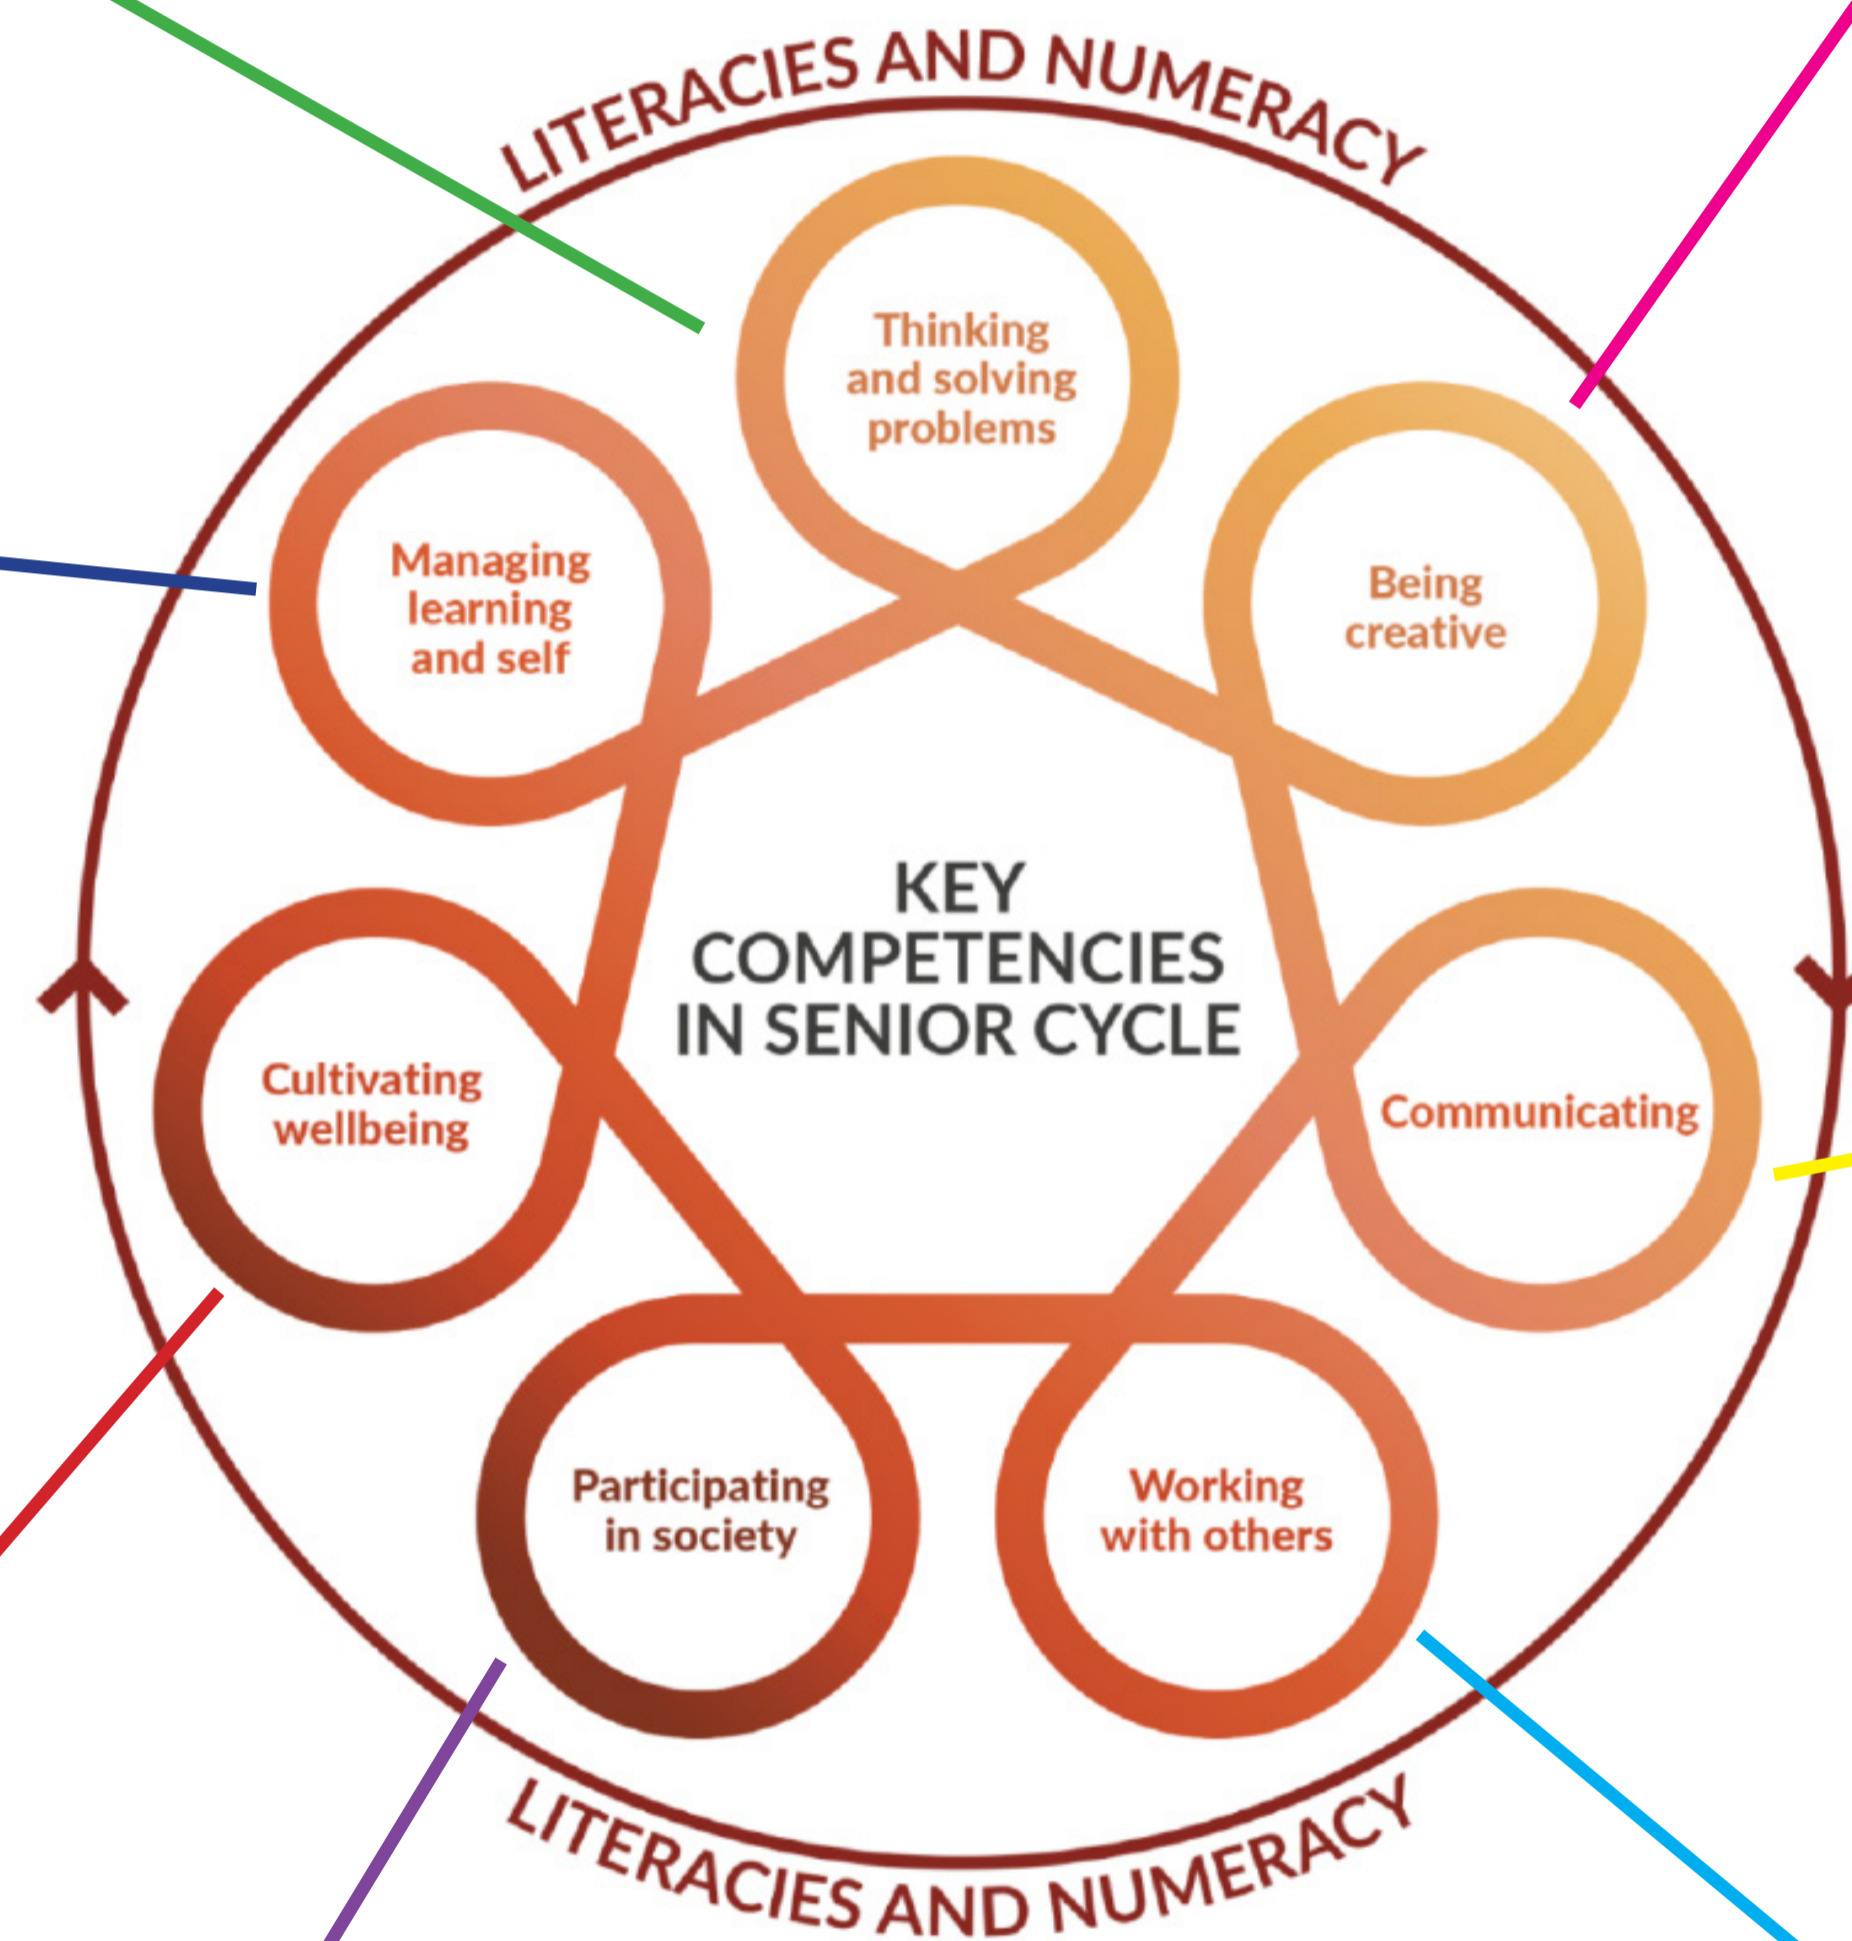 LITERACIES AND NUMERACY
Thinking
and solving
problems
Managing
learning
and self
Being
creative
KEY
COMPETENCIES
IN SENIOR CYCLE
Cultivating
wellbeing
Communicating
Participating
in society
Working
with others
LITERACIES AND NUMERACY